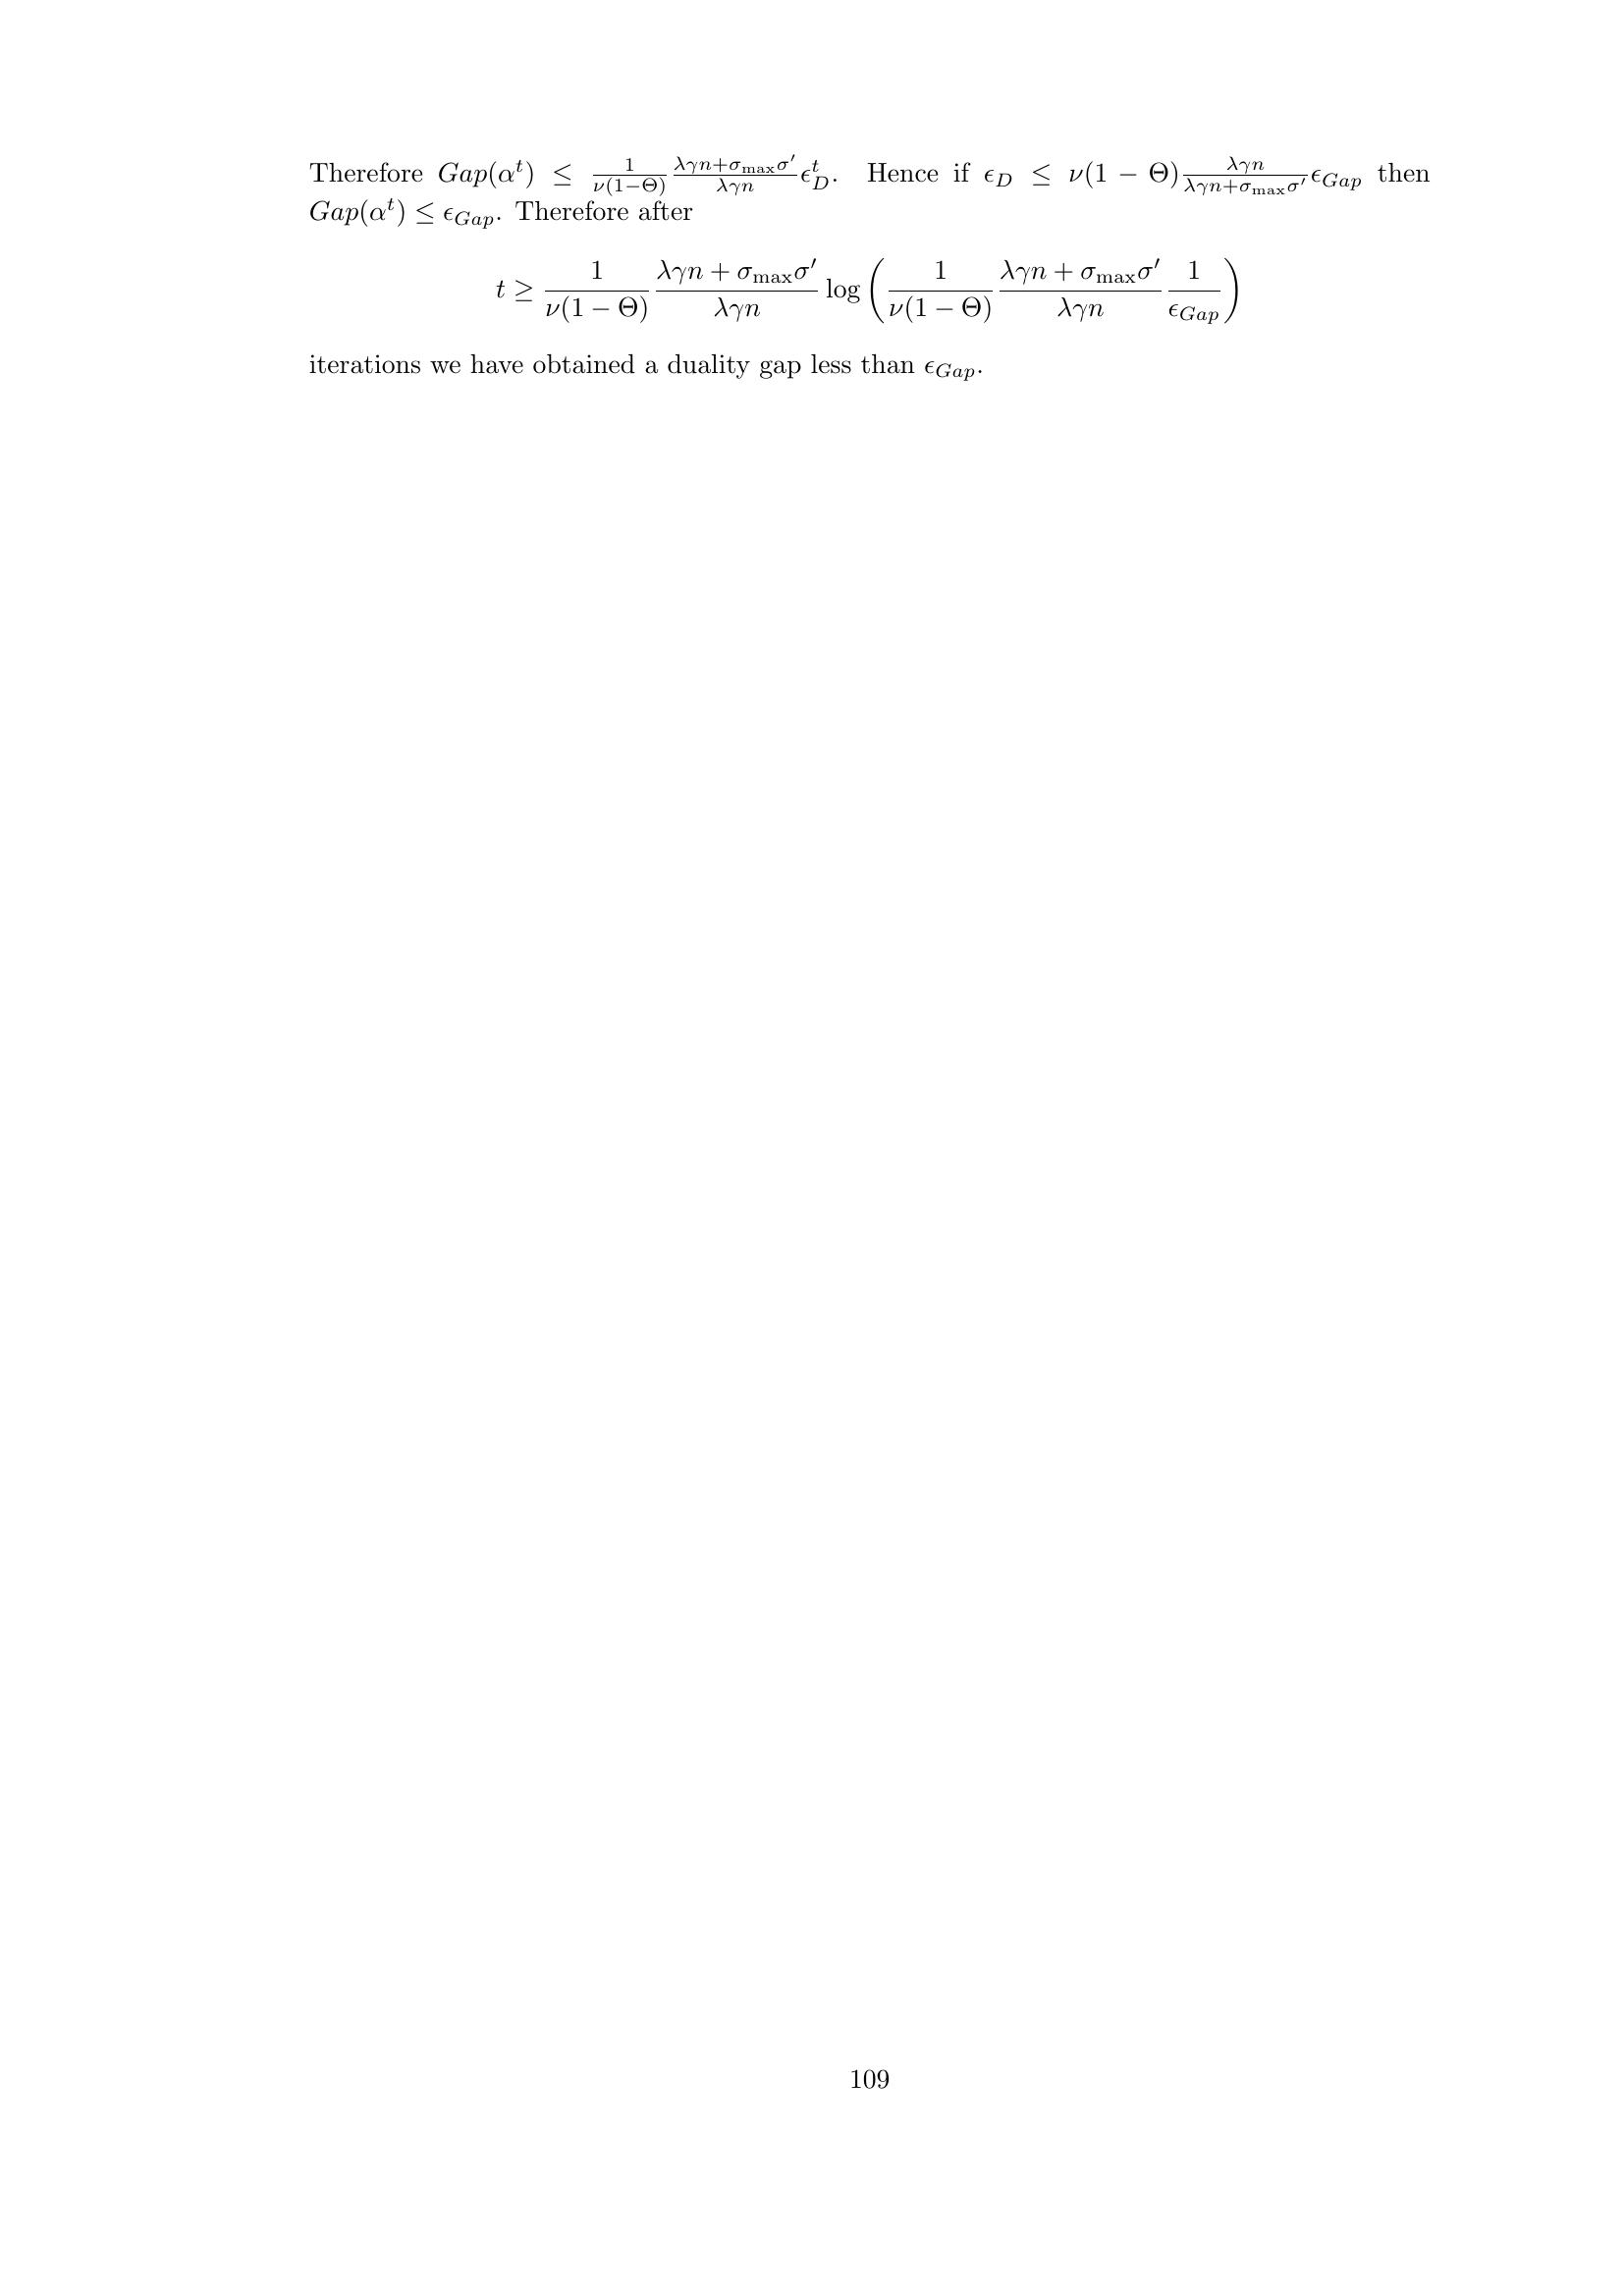 Therefore $Gap(\alpha^t) \leq \frac{1}{\nu(1-\Theta)} \frac{\lambda\gamma n+\sigma_{\max}\sigma'}{\lambda\gamma n} \epsilon_D^t$. Hence if $\epsilon_D \leq \nu(1-\Theta) \frac{\lambda\gamma n}{\lambda\gamma n+\sigma_{\max}\sigma'} \epsilon_{Gap}$ then
$Gap(\alpha^t) \leq \epsilon_{Gap}$. Therefore after
$t \geq \frac{1}{\nu(1-\Theta)} \frac{\lambda\gamma n+\sigma_{\max}\sigma'}{\lambda\gamma n} \log\left(\frac{1}{\nu(1-\Theta)} \frac{\lambda\gamma n+\sigma_{\max}\sigma'}{\lambda\gamma n} \frac{1}{\epsilon_{Gap}}\right)$
iterations we have obtained a duality gap less than $\epsilon_{Gap}$.
109